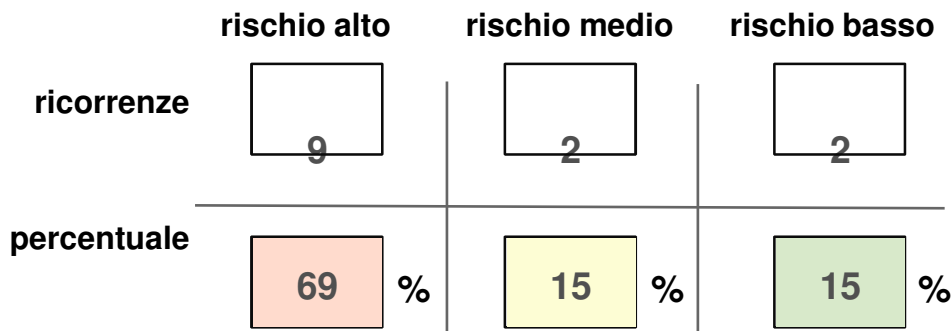 rischio alto rischio medio rischio basso
ricorrenze
9 2 2
percentuale
69 % 15 % 15 %